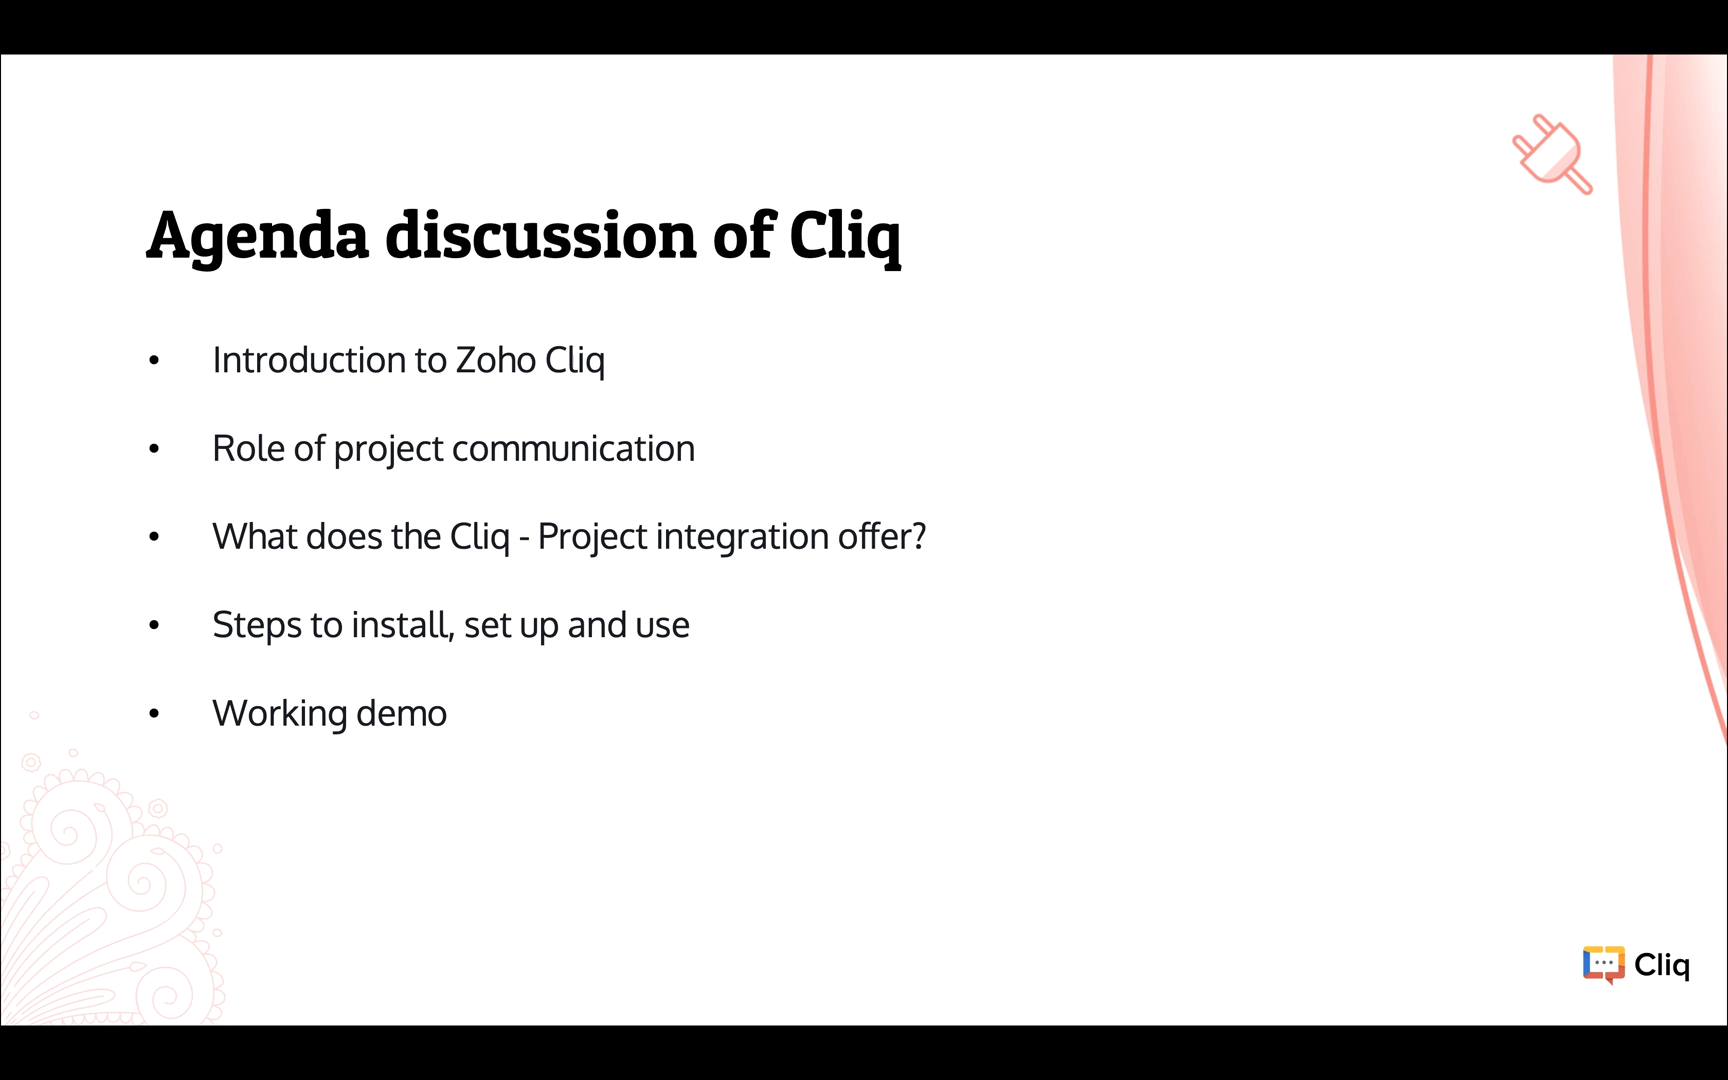 Agenda discussion of Cliq
• Introduction to Zoho Cliq
• Role of project communication
• What does the Cliq - Project integration offer?
• Steps to install, set up and use
• Working demo
Cliq